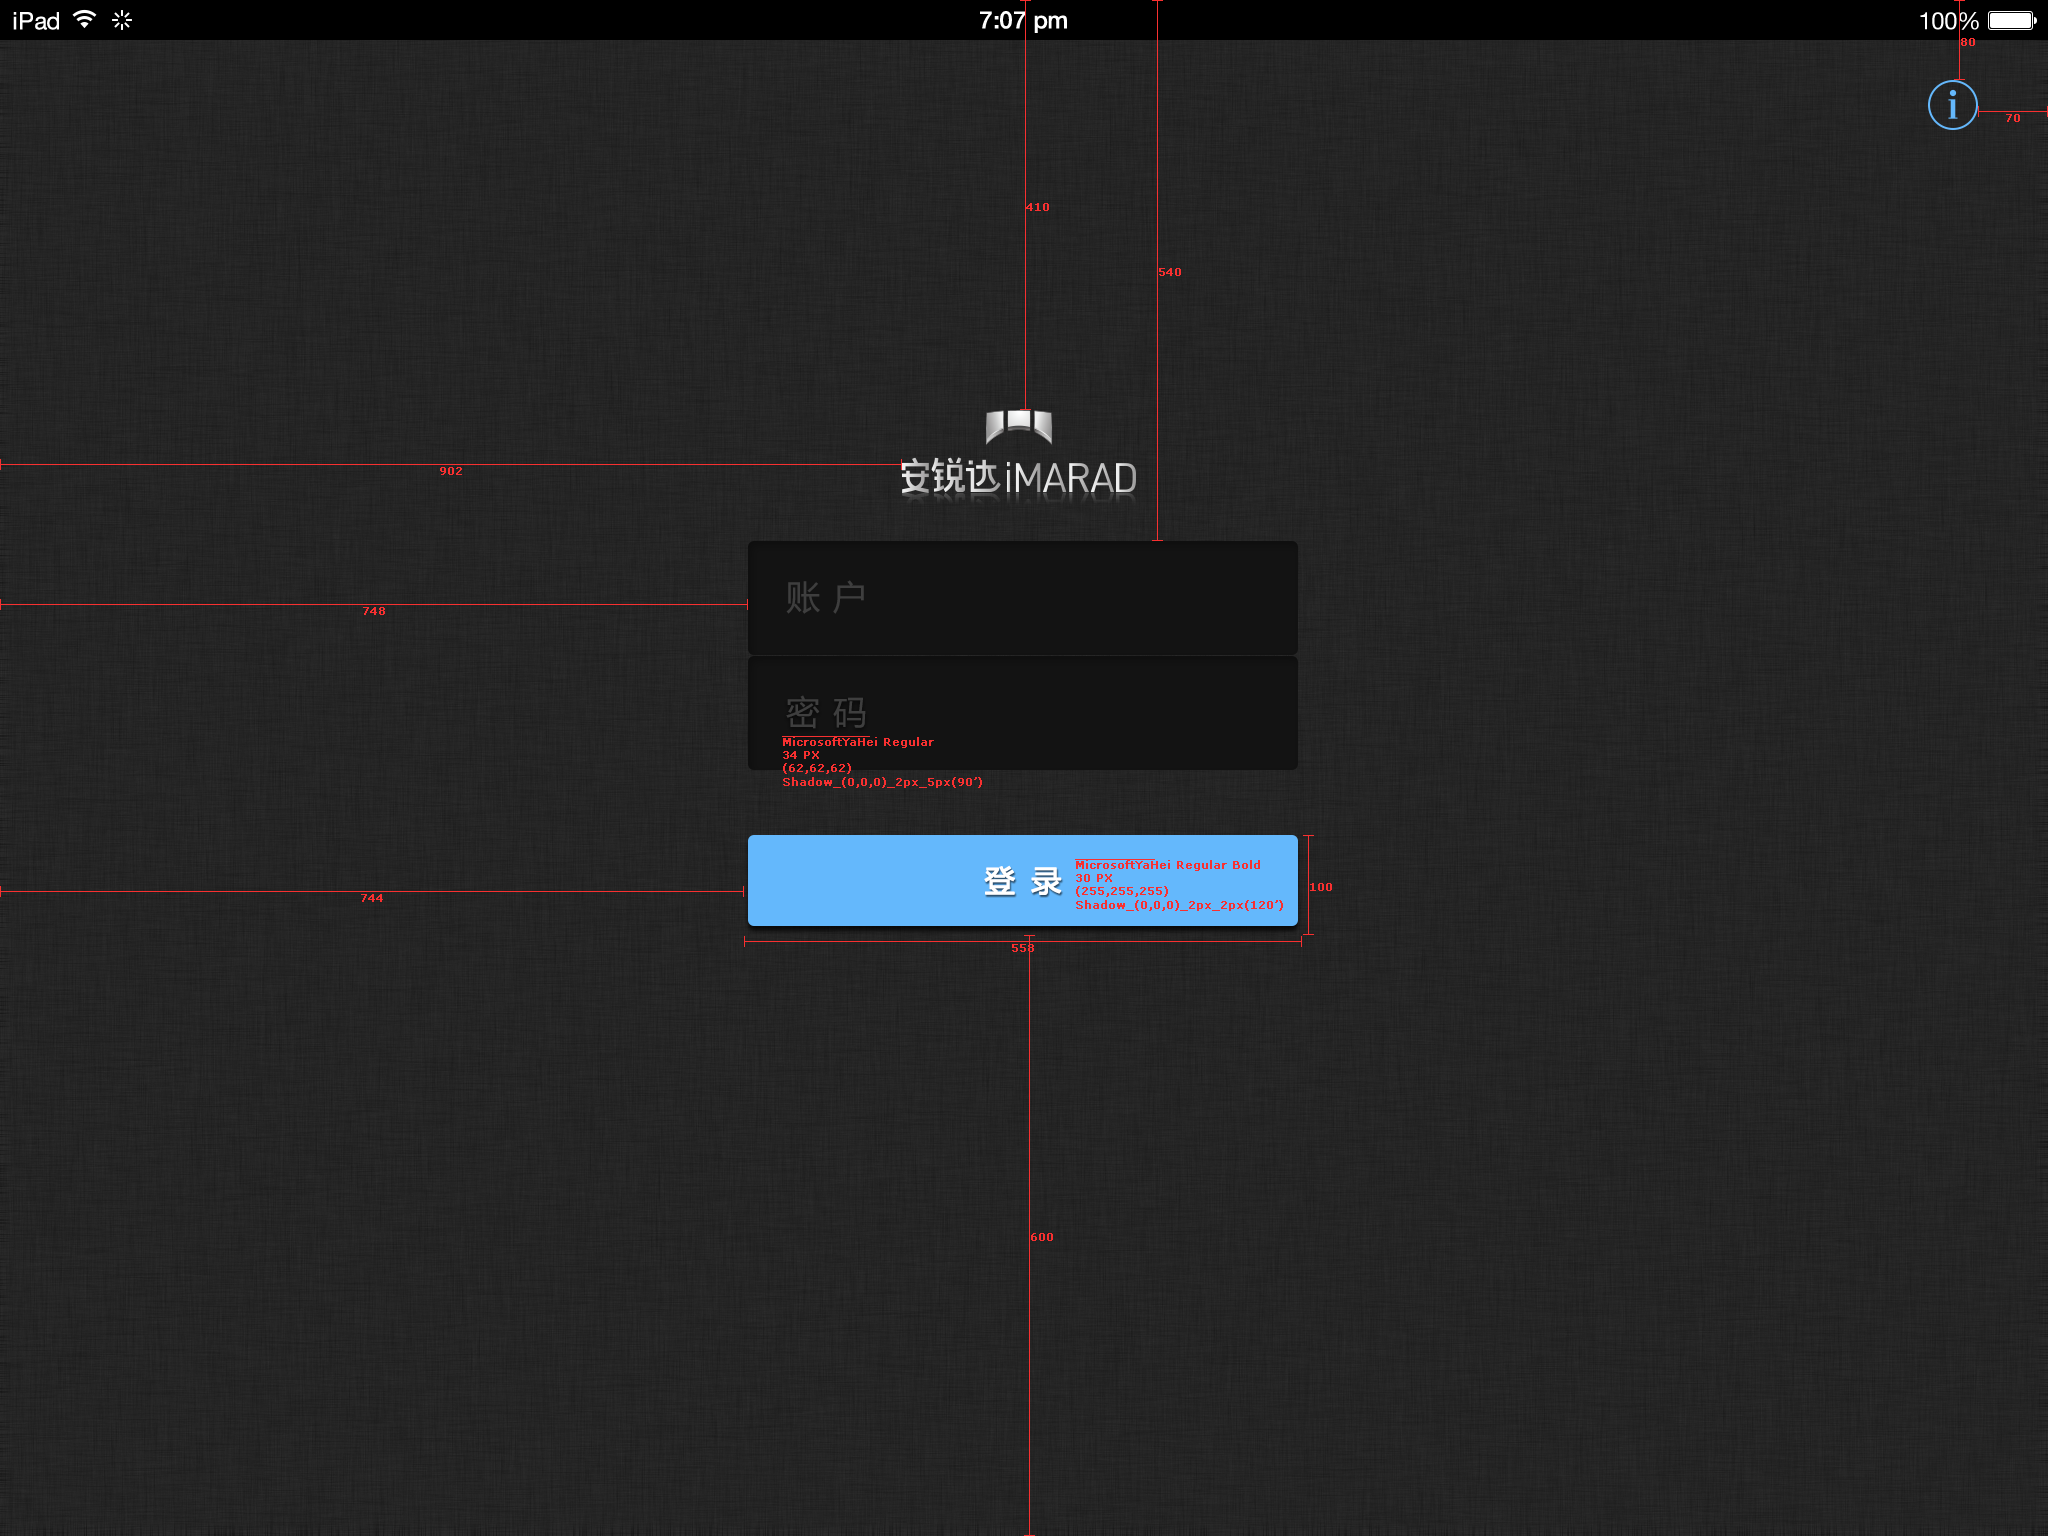 iPad 7:07 pm 100%
80
i
70
410
540
安锐达 iMARAD
902
账 户
748
密 码
MicrosoftYaHei Regular
34 PX
(62,62,62)
Shadow_(0,0,0)_2px_5px(90°)
登 录
MicrosoftYaHei Regular Bold
30 PX
(255,255,255)
Shadow_(0,0,0)_2px_2px(120°)
100
744
558
600